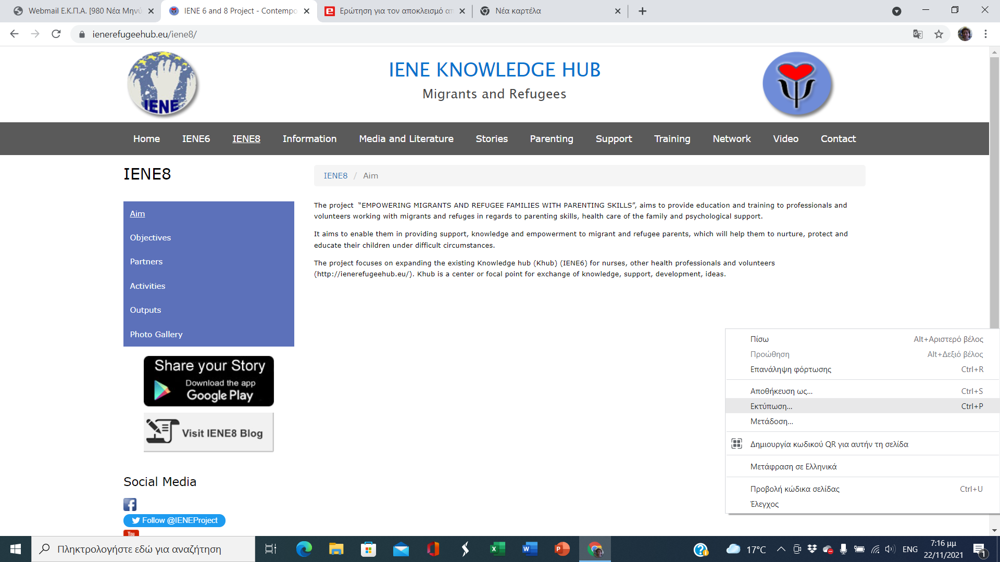 Webmail Ε.Κ.Π.Α. [980 Νέα Μηνύ
IENE 6 and 8 Project - Contempo
Ερώτηση για τον αποκλεισμό απ
Νέα καρτέλα
ienerefugeehub.eu/iene8/
IENE
IENE KNOWLEDGE HUB
Migrants and Refugees
Home IENE6 IENE8 Information Media and Literature Stories Parenting Support Training Network Video Contact
IENE8
IENE8 / Aim
Aim
Objectives
Partners
Activities
Outputs
Photo Gallery
The project “EMPOWERING MIGRANTS AND REFUGEE FAMILIES WITH PARENTING SKILLS”, aims to provide education and training to professionals and
volunteers working with migrants and refuges in regards to parenting skills, health care of the family and psychological support.
It aims to enable them in providing support, knowledge and empowerment to migrant and refugee parents, which will help them to nurture, protect and
educate their children under difficult circumstances.
The project focuses on expanding the existing Knowledge hub (Khub) (IENE6) for nurses, other health professionals and volunteers
(http://ienerefugeehub.eu/). Khub is a center or focal point for exchange of knowledge, support, development, ideas.
Share your Story
Download the app
Google Play
Visit IENE8 Blog
Social Media
Follow @IENEProject
You
Πίσω Alt+Αριστερό βέλος
Προώθηση Alt+Δεξιό βέλος
Επανάληψη φόρτωσης Ctrl+R
Αποθήκευση ως... Ctrl+S
Εκτύπωση... Ctrl+P
Μετάδοση...
Δημιουργία κωδικού QR για αυτήν τη σελίδα
Μετάφραση σε Ελληνικά
Προβολή κώδικα σελίδας Ctrl+U
Έλεγχος
Πληκτρολογήστε εδώ για αναζήτηση
17°C
ENG
7:16 μμ
22/11/2021
1